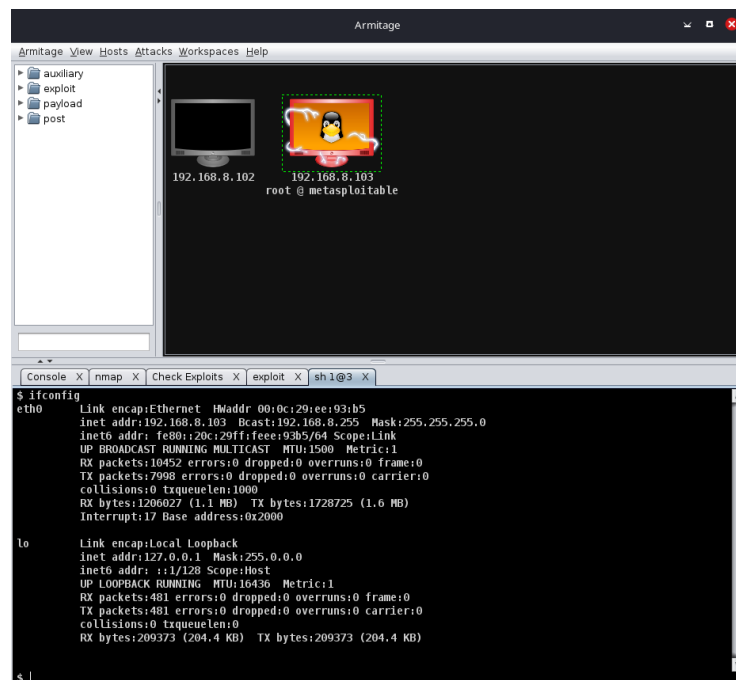 Armitage
Armitage View Hosts Attacks Workspaces Help
auxiliary
exploit
payload
post
192.168.8.102
192.168.8.103
root @ metasploitable
Console X nmap X Check Exploits X exploit X sh 1@3 X
$ ifconfig
eth0 Link encap:Ethernet HWaddr 00:0c:29:ee:93:b5
inet addr:192.168.8.103 Bcast:192.168.8.255 Mask:255.255.255.0
inet6 addr: fe80::20c:29ff:feee:93b5/64 Scope:Link
UP BROADCAST RUNNING MULTICAST MTU:1500 Metric:1
RX packets:10452 errors:0 dropped:0 overruns:0 frame:0
TX packets:7998 errors:0 dropped:0 overruns:0 carrier:0
collisions:0 txqueuelen:1000
RX bytes:1206027 (1.1 MB) TX bytes:1728725 (1.6 MB)
Interrupt:17 Base address:0x2000
lo Link encap:Local Loopback
inet addr:127.0.0.1 Mask:255.0.0.0
inet6 addr: ::1/128 Scope:Host
UP LOOPBACK RUNNING MTU:16436 Metric:1
RX packets:481 errors:0 dropped:0 overruns:0 frame:0
TX packets:481 errors:0 dropped:0 overruns:0 carrier:0
collisions:0 txqueuelen:0
RX bytes:209373 (204.4 KB) TX bytes:209373 (204.4 KB)
$